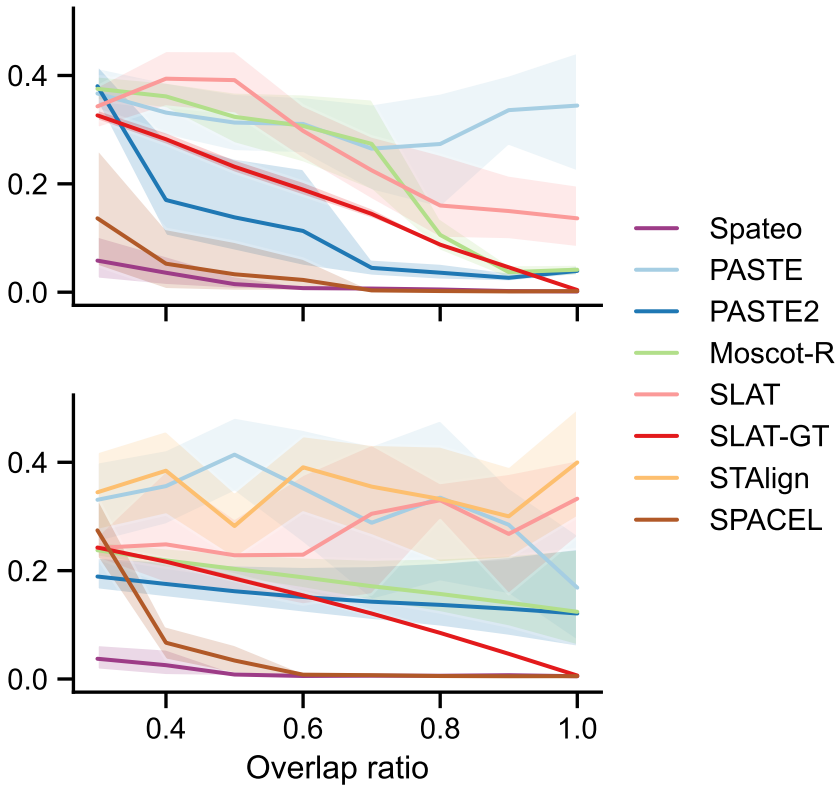 0.4
0.2
0.0
Spateo
PASTE
PASTE2
Moscot-R
SLAT
SLAT-GT
STAlign
SPACEL
0.4
0.2
0.0
0.4 0.6 0.8 1.0
Overlap ratio